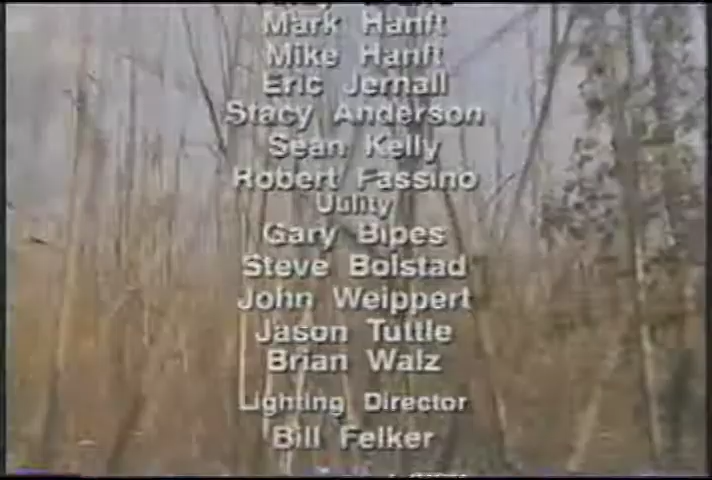 Mark Hanft
Mike Hanft
Eric Jernall
Stacy Anderson
Sean Kelly
Robert Fassino
Utility
Gary Bipes
Steve Bolstad
John Weippert
Jason Tuttle
Brian Walz
Lighting Director
Bill Felker